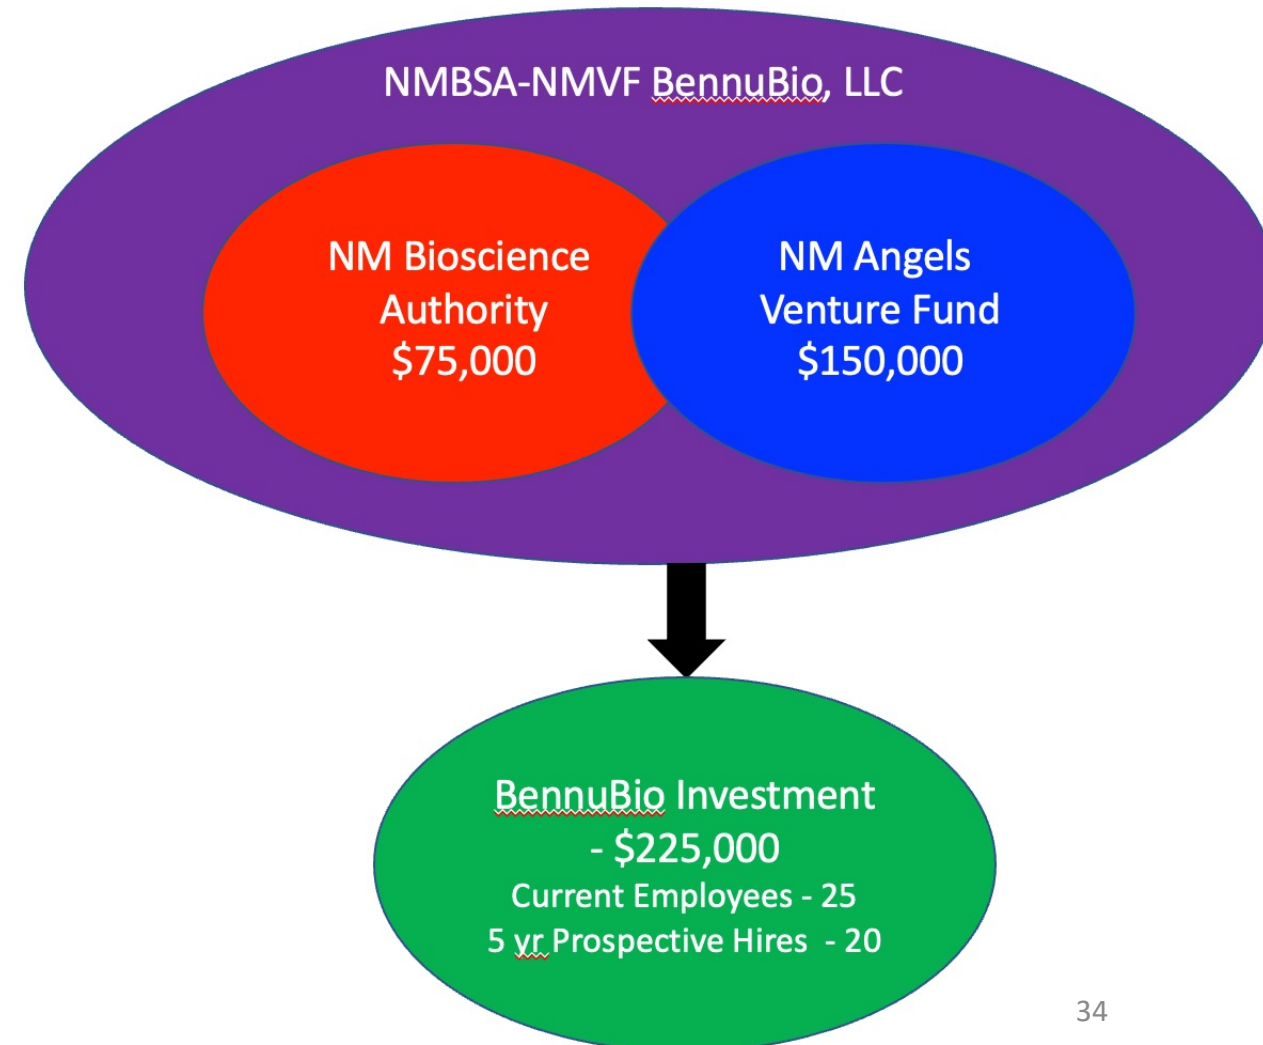 NMBSA-NMVF BennuBio, LLC
NM Bioscience
Authority
$75,000
NM Angels
Venture Fund
$150,000
BennuBio Investment
- $225,000
Current Employees - 25
5 yr Prospective Hires  - 20
34